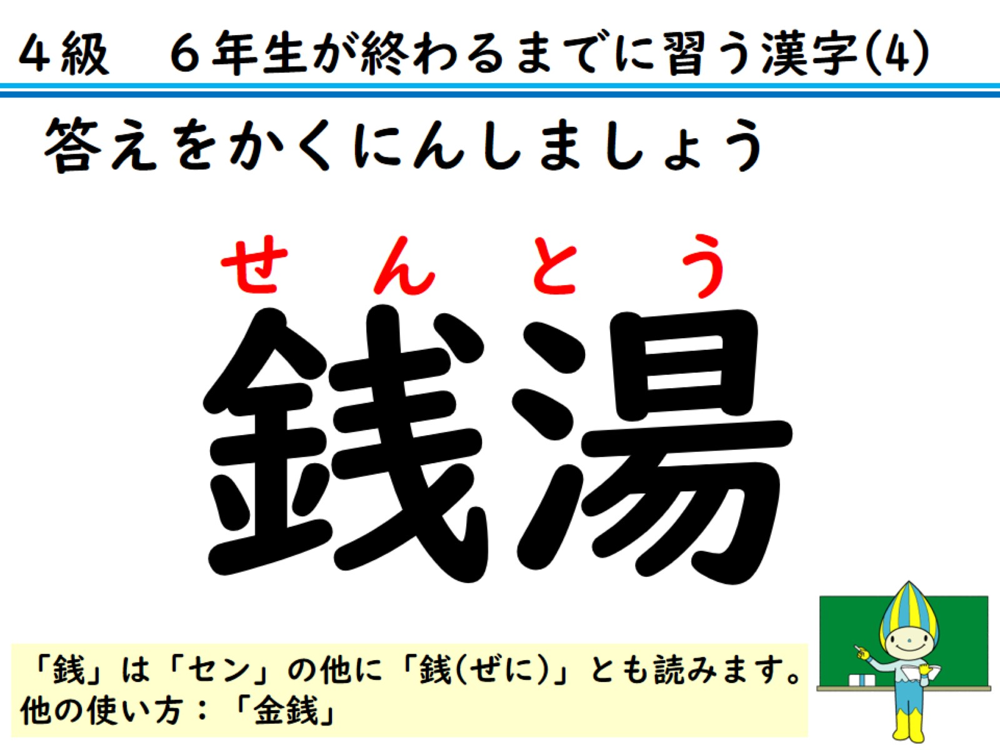 ４級　６年生が終わるまでに習う漢字(4)
答えをかくにんしましょう
せんとう
銭湯
「銭」は「セン」の他に「銭(ぜに)」とも読みます。
他の使い方：「金銭」